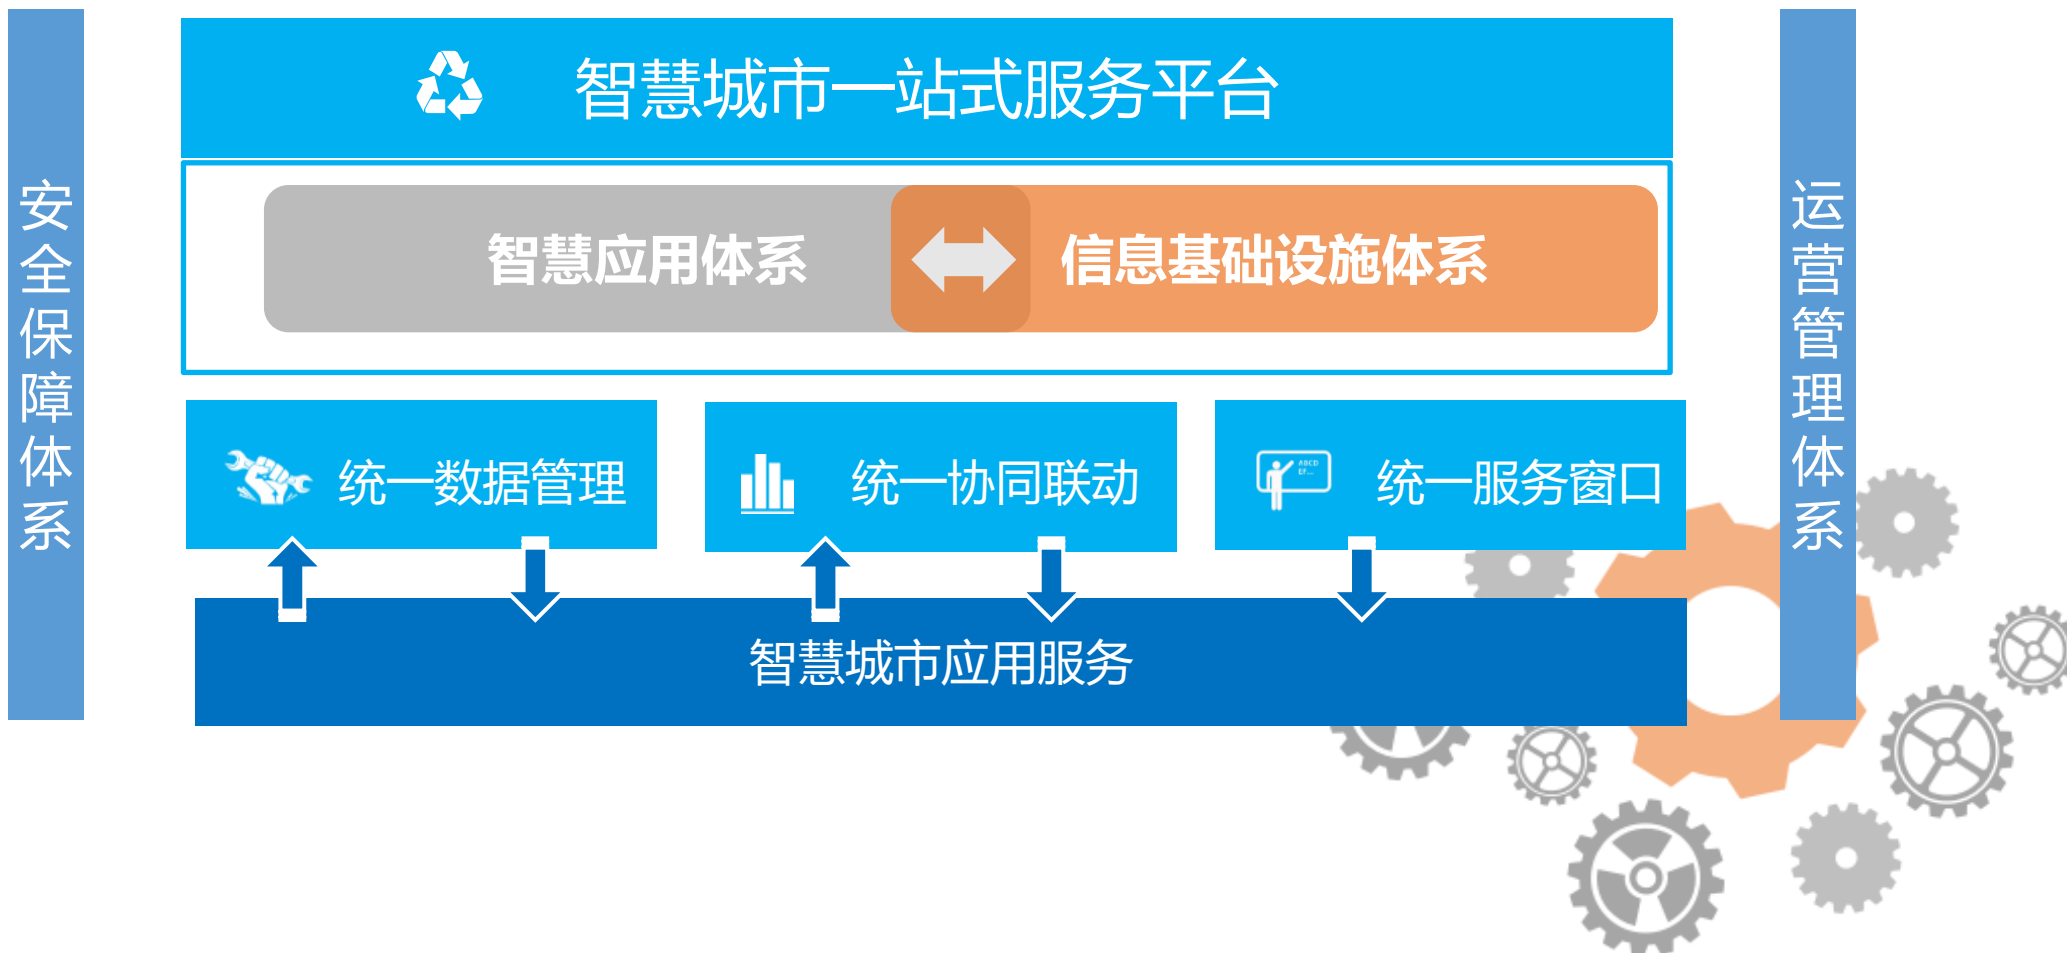 智慧城市一站式服务平台
安全保障体系
智慧应用体系
信息基础设施体系
运营管理体系
统一数据管理
统一协同联动
ABCD
EF...
统一服务窗口
智慧城市应用服务